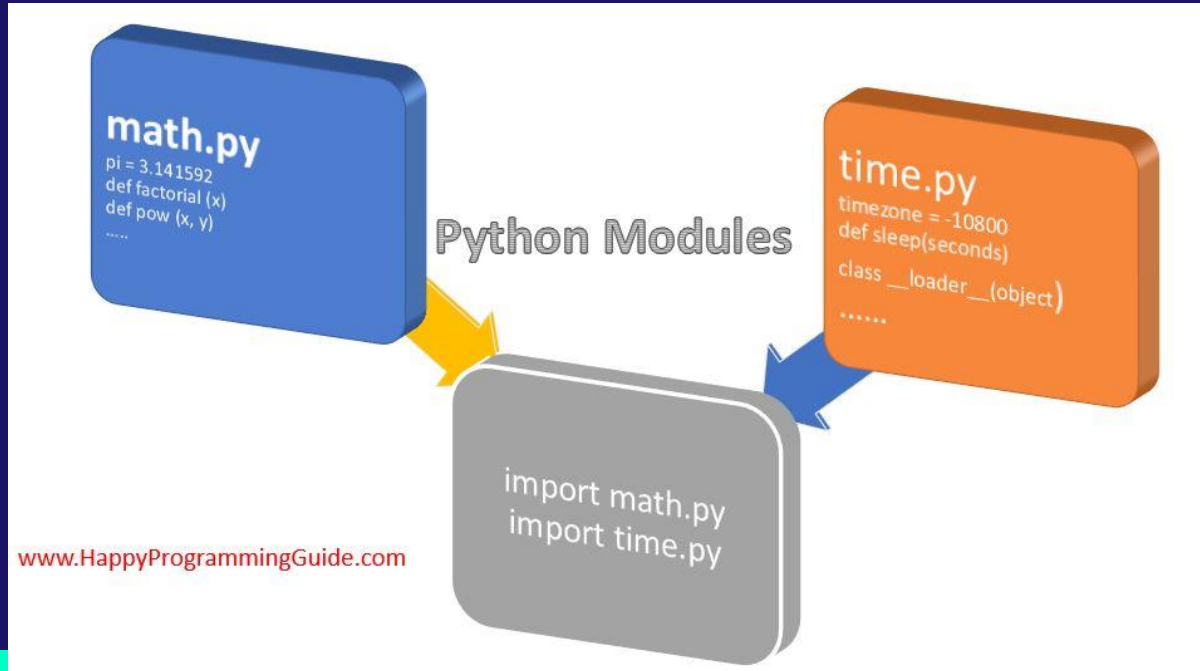 math.py
pi = 3.141592
def factorial (x)
def pow (x, y)
.....
Python Modules
time.py
timezone = -10800
def sleep(seconds)
class __loader__(object)
......
import math.py
import time.py
www.HappyProgrammingGuide.com